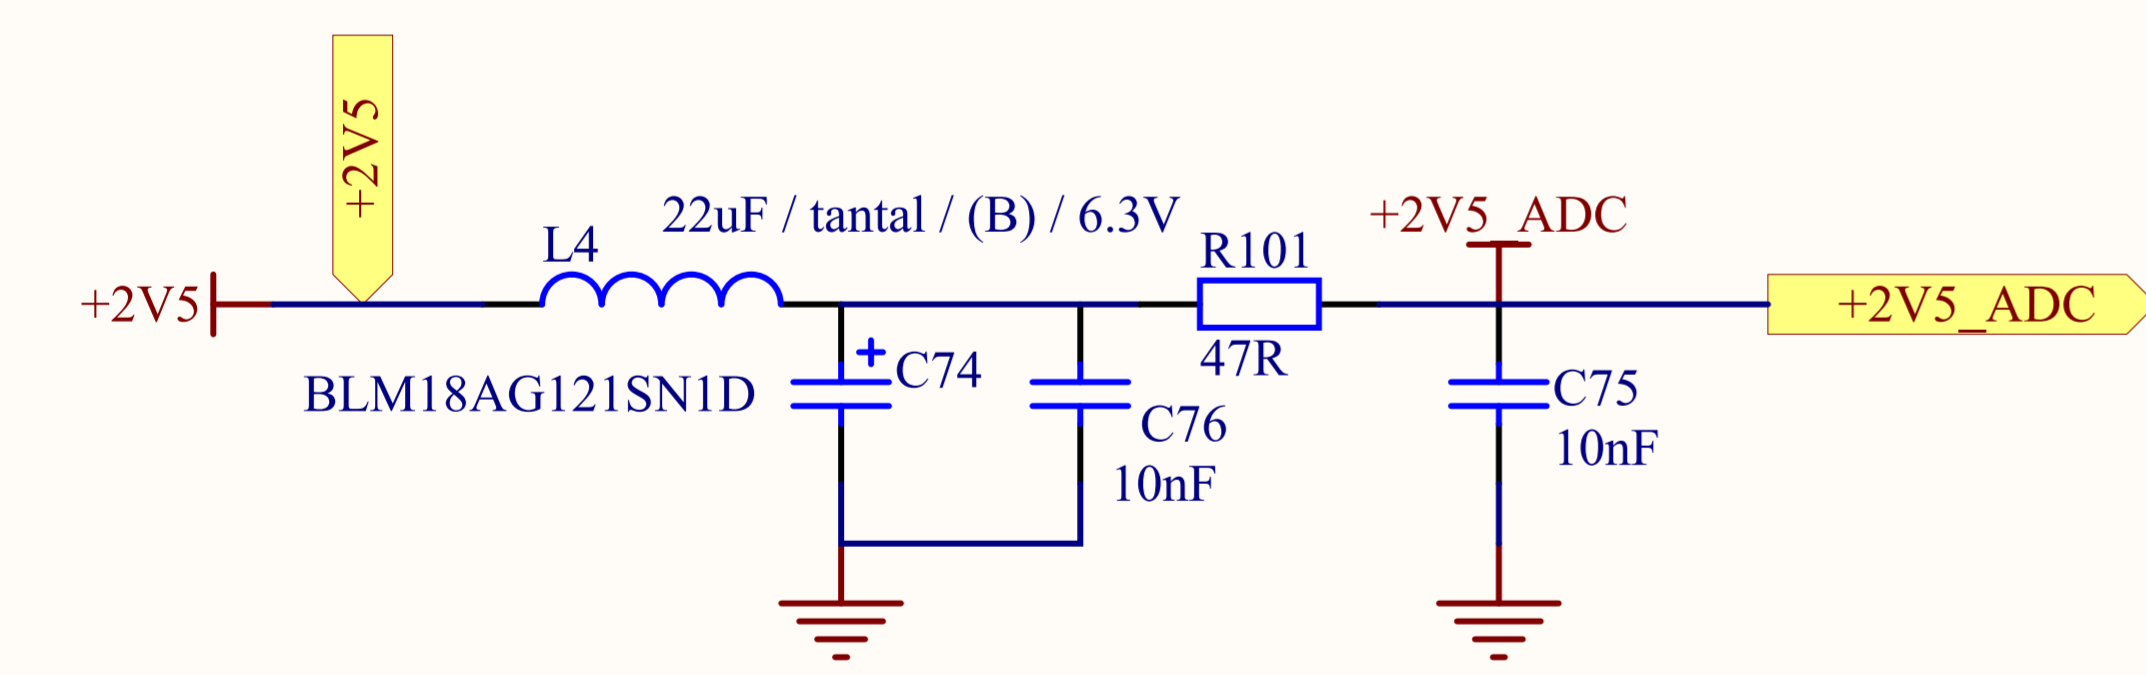 +2V5
+2V5
L4
22uF / tantal / (B) / 6.3V
BLM18AG121SN1D
C74
C76
10nF
R101
47R
+2V5_ADC
C75
10nF
+2V5_ADC